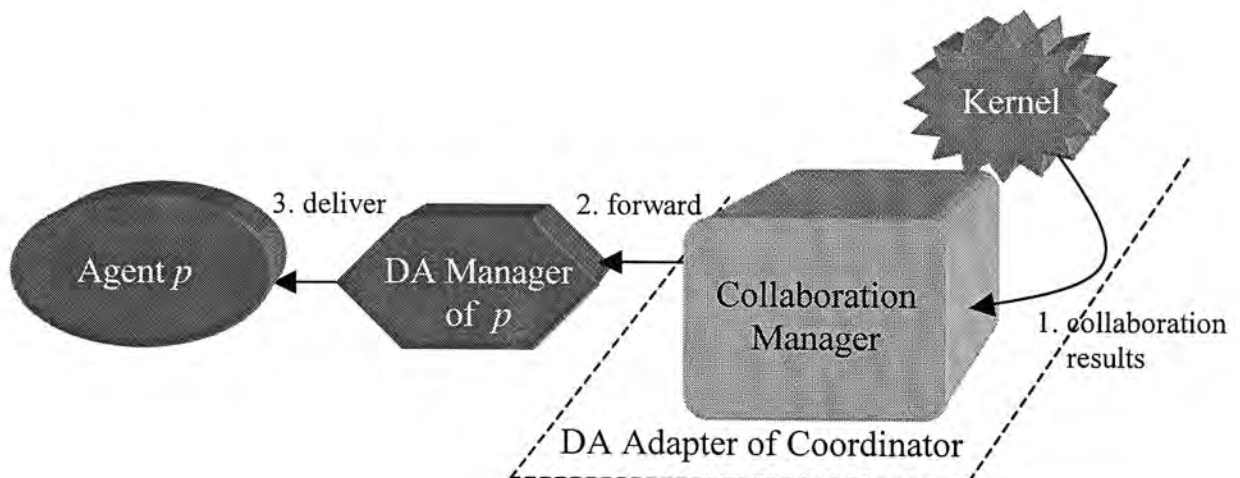 Kernel
3. deliver
2. forward
Agent p
DA Manager
of p
Collaboration
Manager
1. collaboration
results
DA Adapter of Coordinator